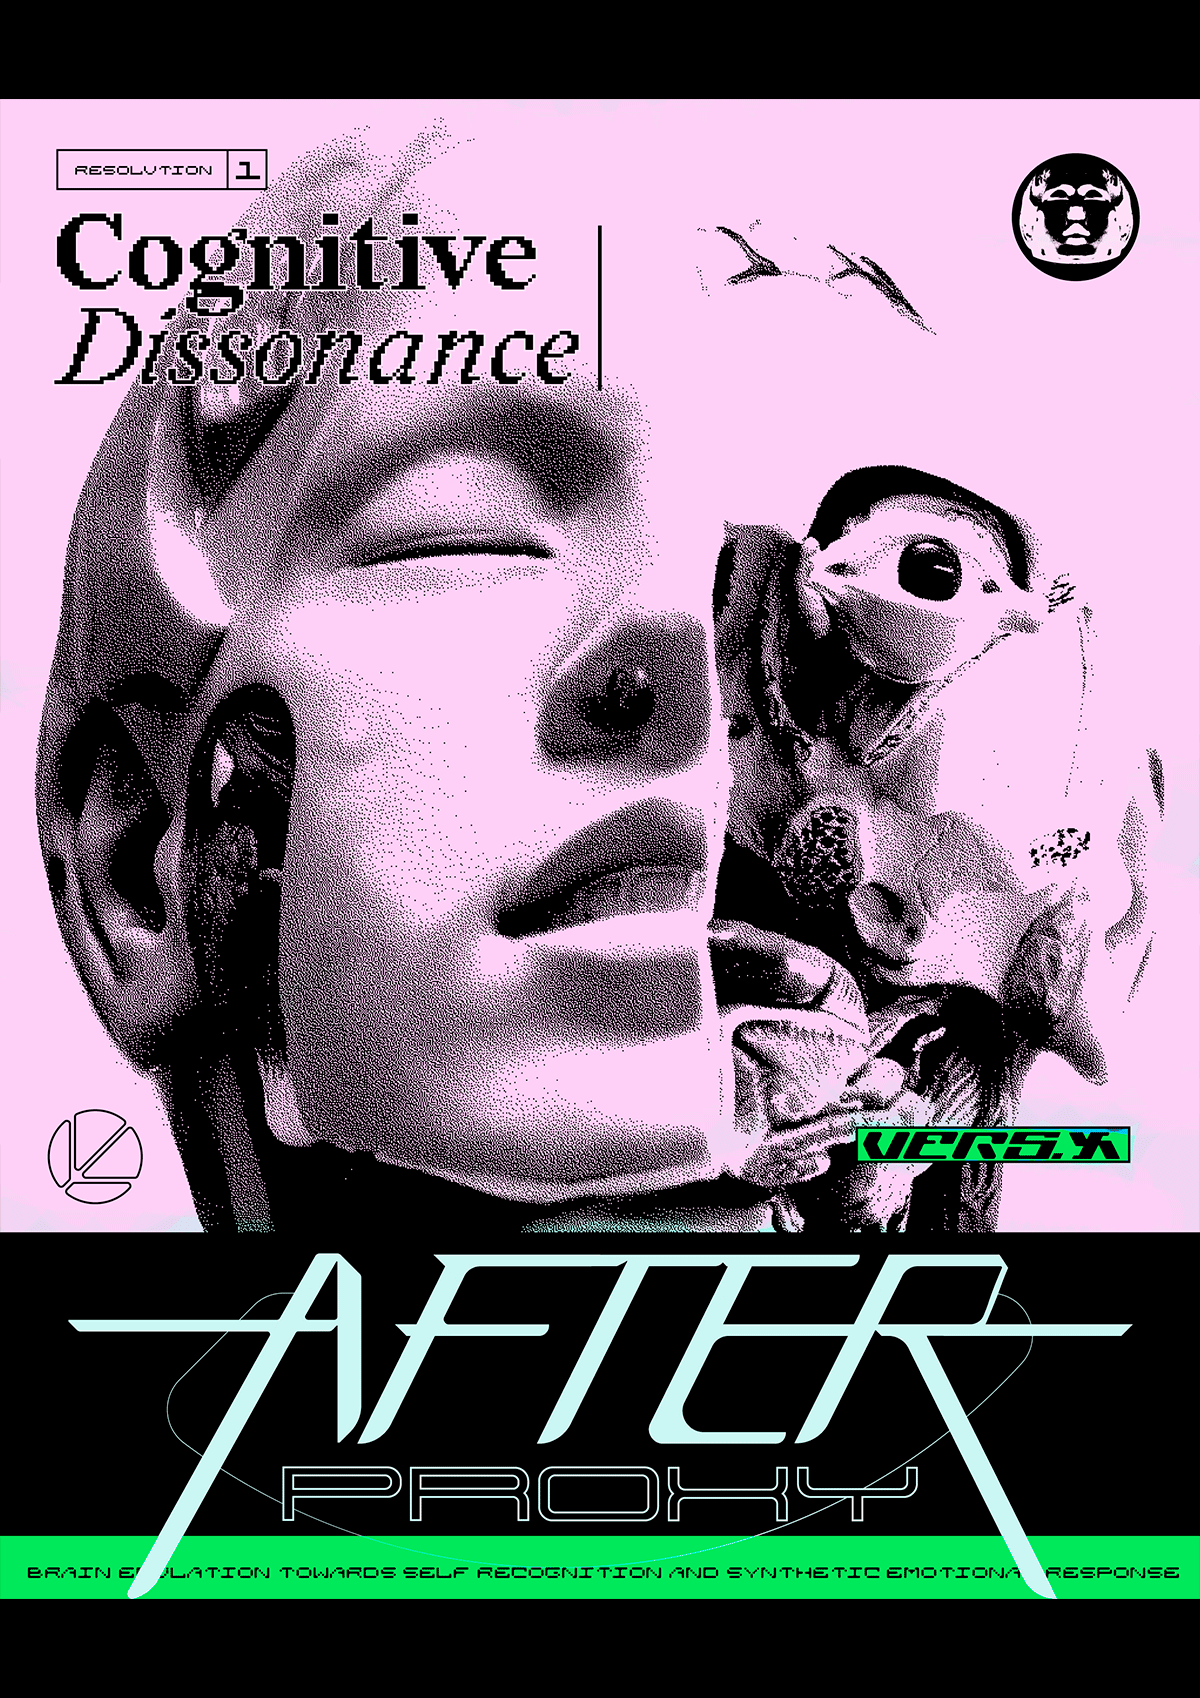 RESOLUTION 1
Cognitive
Dissonance
VERS.
AFTER
PROXY
BRAIN EMULATION TOWARDS SELF RECOGNITION AND SYNTHETIC EMOTIONAL RESPONSE